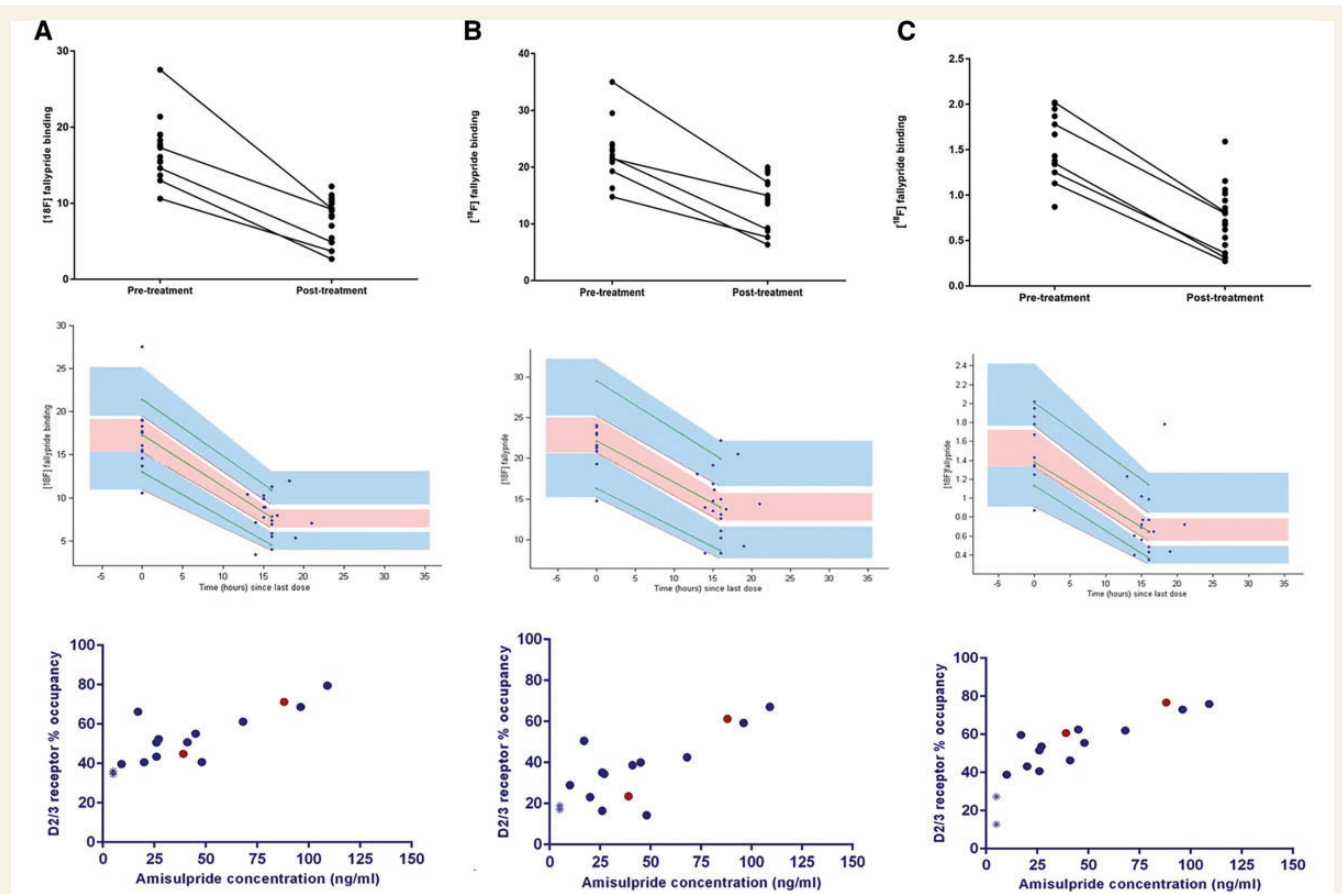 A
B
C
30
20
10
0
[18F] fallypride binding
Pre-treatment
Post-treatment
40
30
20
10
0
[¹⁸F] fallypride binding
Pre-treatment
Post-treatment
2.5
2.0
1.5
1.0
0.5
0.0
[¹⁸F] fallypride binding
Pre-treatment
Post-treatment
30
25
20
15
10
5
[18F] fallypride binding
-5 0 5 10 15 20 25 30 35
Time (hours) since last dose
30
25
20
15
10
[18F] fallypride
-5 0 5 10 15 20 25 30 35
Time (hours) since last dose
2.4
2.2
2
1.8
1.6
1.4
1.2
1
0.8
0.6
0.4
[18F]fallypride
-5 0 5 10 15 20 25 30 35
Time (hours) since last dose
100
80
60
40
20
0
D2/3 receptor % occupancy
0 25 50 75 100 125 150
Amisulpride concentration (ng/ml)
100
80
60
40
20
0
D2/3 receptor % occupancy
0 25 50 75 100 125 150
Amisulpride concentration (ng/ml)
100
80
60
40
20
0
D2/3 receptor % occupancy
0 25 50 75 100 125 150
Amisulpride concentration (ng/ml)